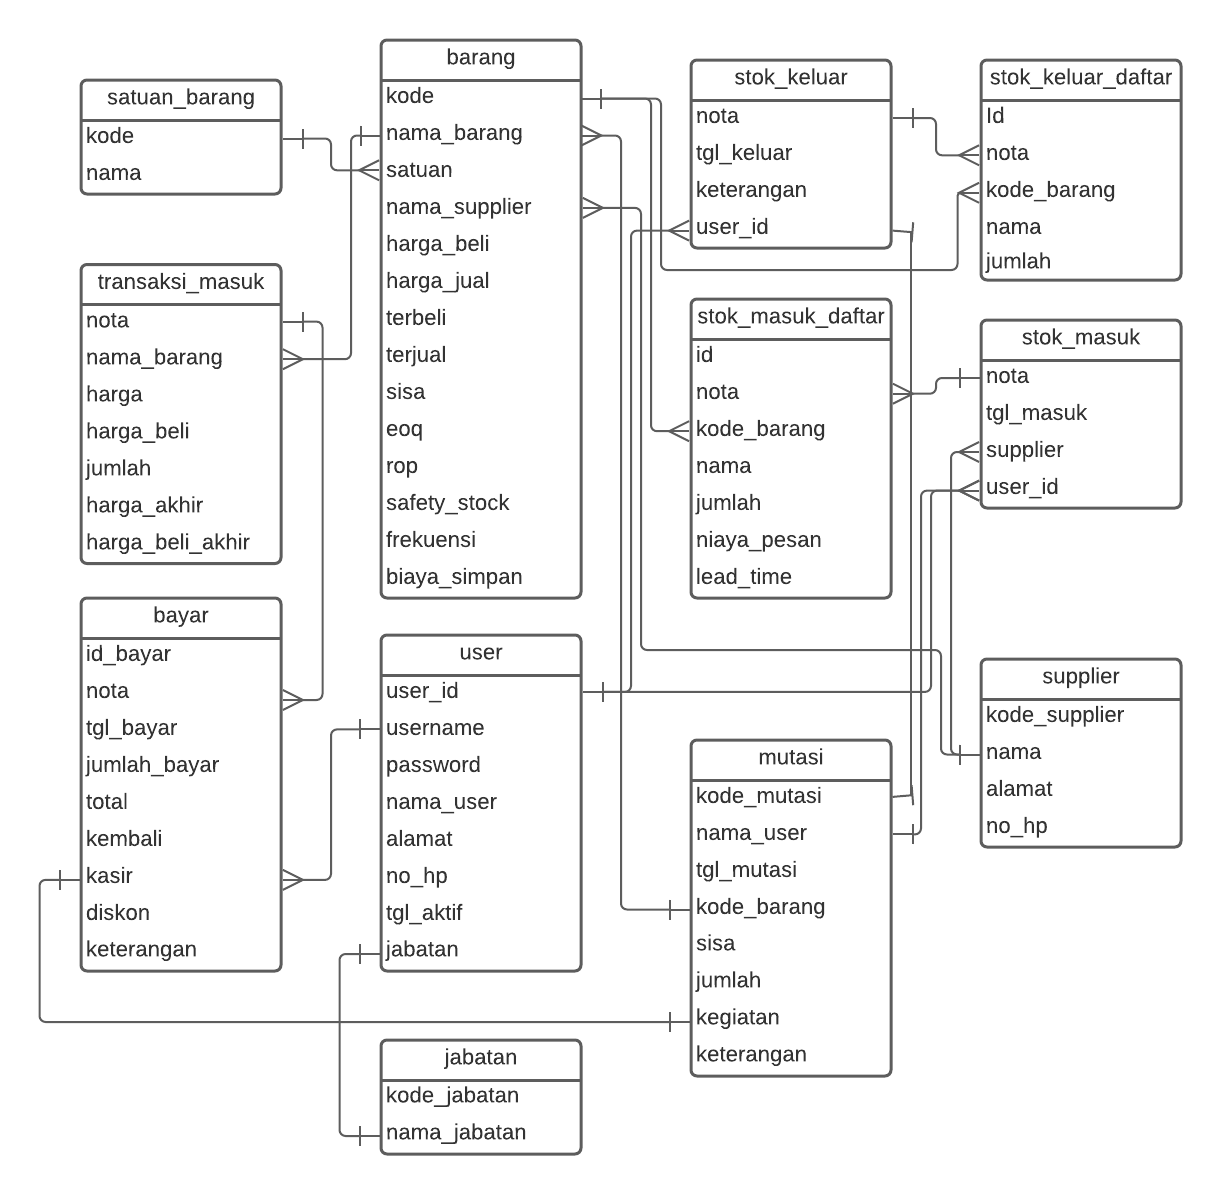 satuan_barang
kode
nama
transaksi_masuk
nota
nama_barang
harga
harga_beli
jumlah
harga_akhir
harga_beli_akhir
bayar
id_bayar
nota
tgl_bayar
jumlah_bayar
total
kembali
kasir
diskon
keterangan
barang
kode
nama_barang
satuan
nama_supplier
harga_beli
harga_jual
terbeli
terjual
sisa
eoq
rop
safety_stock
frekuensi
biaya_simpan
user
user_id
username
password
nama_user
alamat
no_hp
tgl_aktif
jabatan
jabatan
kode_jabatan
nama_jabatan
stok_keluar
nota
tgl_keluar
keterangan
user_id
stok_masuk_daftar
id
nota
kode_barang
nama
jumlah
niaya_pesan
lead_time
mutasi
kode_mutasi
nama_user
tgl_mutasi
kode_barang
sisa
jumlah
kegiatan
keterangan
stok_keluar_daftar
Id
nota
kode_barang
nama
jumlah
stok_masuk
nota
tgl_masuk
supplier
user_id
supplier
kode_supplier
nama
alamat
no_hp